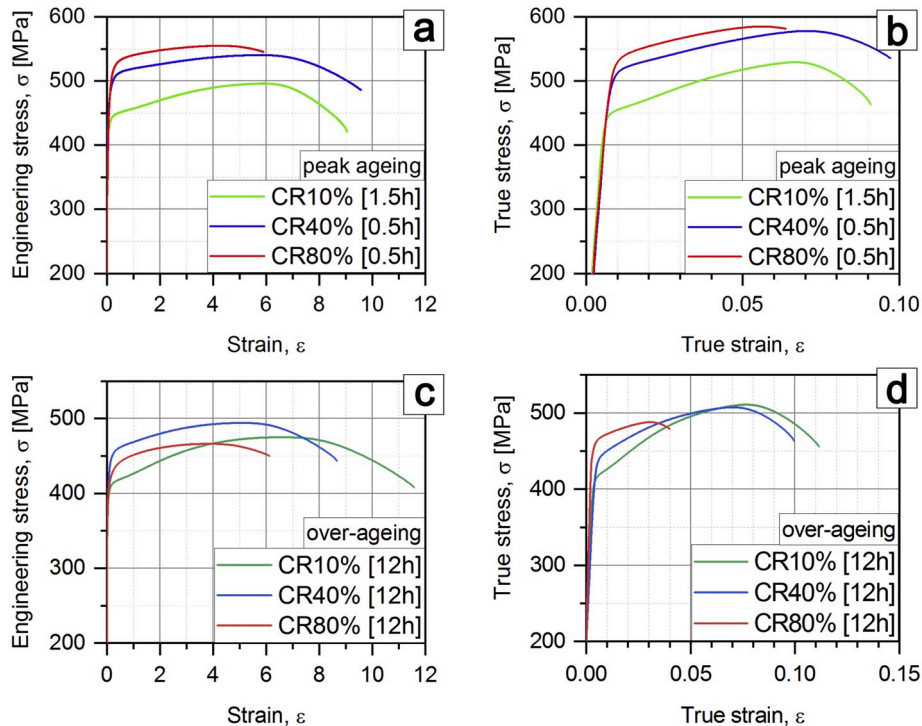 a
600
500
400
300
200
Engineering stress, σ [MPa]
peak ageing
CR10% [1.5h]
CR40% [0.5h]
CR80% [0.5h]
0 2 4 6 8 10 12
Strain, ε
b
600
500
400
300
200
True stress, σ [MPa]
peak ageing
CR10% [1.5h]
CR40% [0.5h]
CR80% [0.5h]
0.00 0.05 0.10
True strain, ε
c
500
400
300
200
Engineering stress, σ [MPa]
over-ageing
CR10% [12h]
CR40% [12h]
CR80% [12h]
0 2 4 6 8 10 12
Strain, ε
d
500
400
300
200
True stress, σ [MPa]
over-ageing
CR10% [12h]
CR40% [12h]
CR80% [12h]
0.00 0.05 0.10 0.15
True strain, ε